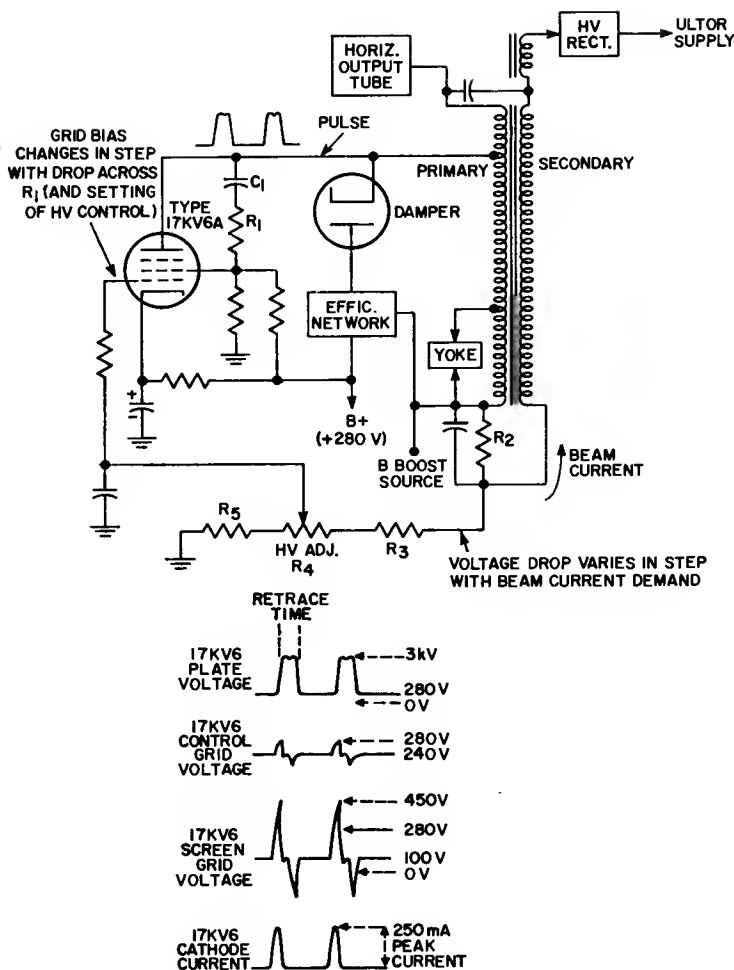 HV
RECT.
ULTOR
SUPPLY
HORIZ.
OUTPUT
TUBE
GRID BIAS
CHANGES IN STEP
WITH DROP ACROSS
R1 (AND SETTING
OF HV CONTROL)
PULSE
PRIMARY
SECONDARY
C1
TYPE
17KV6A
R1
DAMPER
EFFIC.
NETWORK
YOKE
B+
(+280 V)
R2
B BOOST
SOURCE
BEAM
CURRENT
+
-
R5
HV ADJ.
R4
R3
VOLTAGE DROP VARIES IN STEP
WITH BEAM CURRENT DEMAND
RETRACE
TIME
17KV6
PLATE
VOLTAGE
3kV
280V
0V
17KV6
CONTROL
GRID
VOLTAGE
280V
240V
17KV6
SCREEN
GRID
VOLTAGE
450V
280V
100V
0V
17KV6
CATHODE
CURRENT
250mA
PEAK
CURRENT